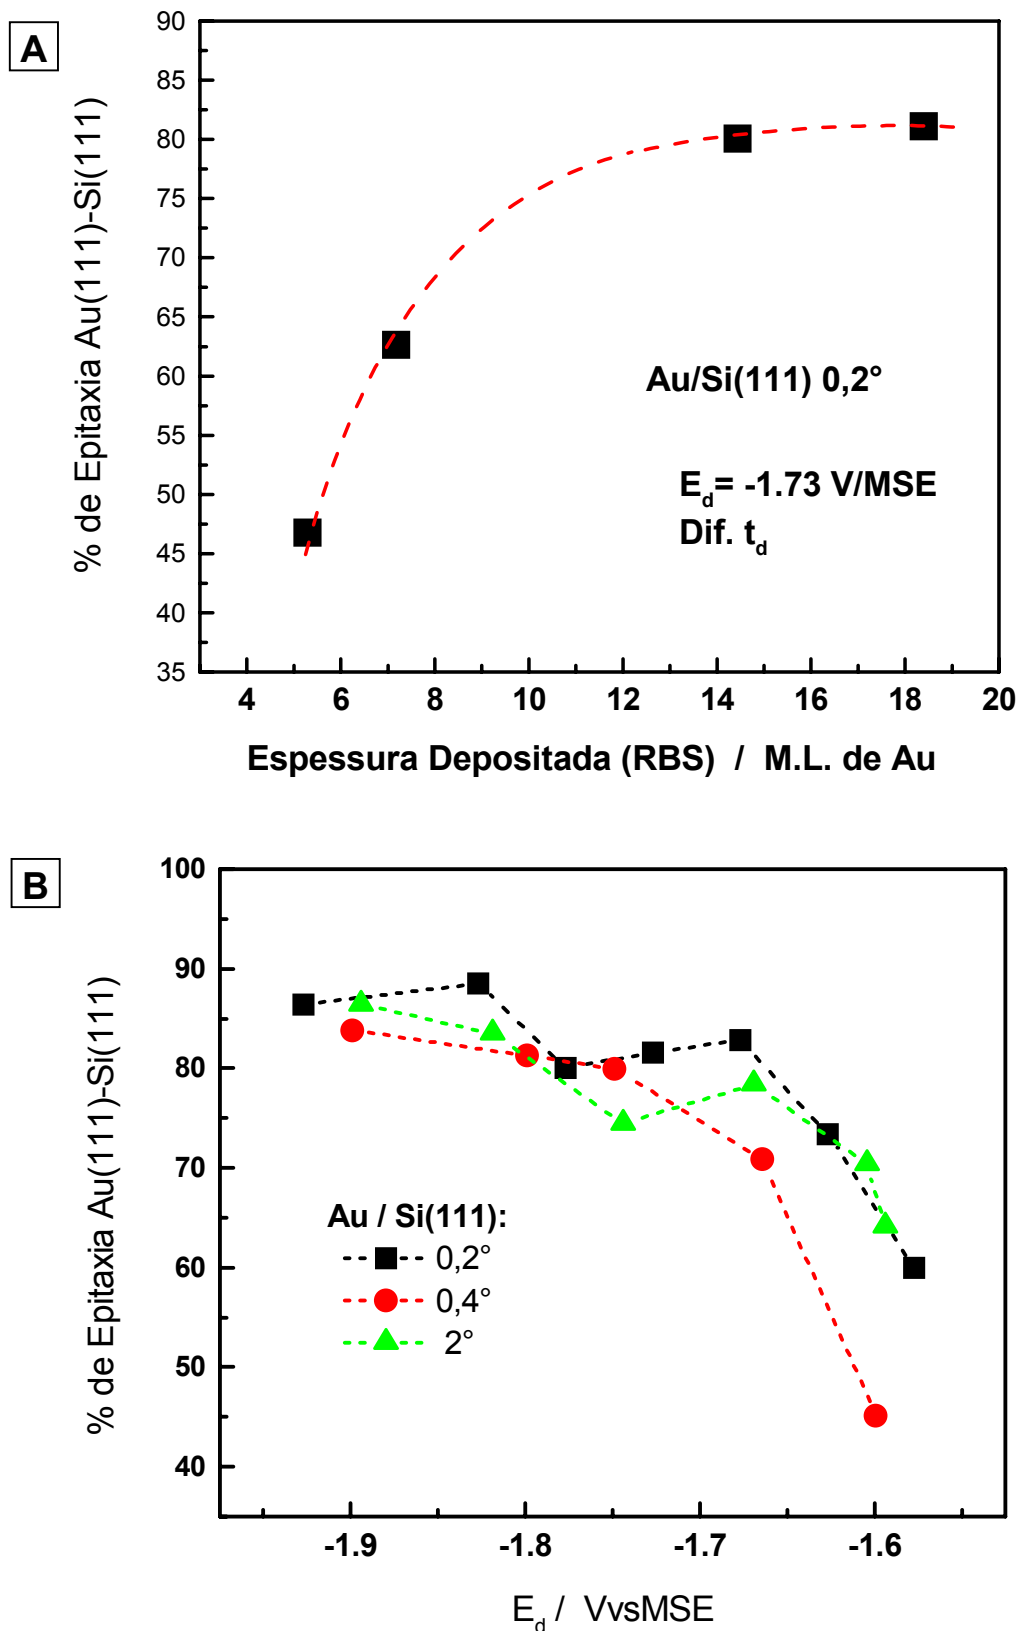 A
90
85
80
75
70
65
60
55
50
45
40
35
% de Epitaxia Au(111)-Si(111)
Au/Si(111) 0,2°
E_d= -1.73 V/MSE
Dif. t_d
4 6 8 10 12 14 16 18 20
Espessura Depositada (RBS) / M.L. de Au
B
100
90
80
70
60
50
40
% de Epitaxia Au(111)-Si(111)
Au / Si(111):
0,2°
0,4°
2°
-1.9 -1.8 -1.7 -1.6
E_d / VvsMSE